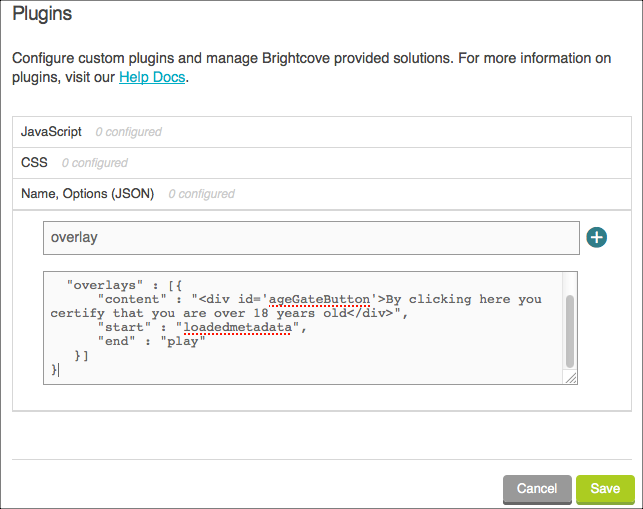 Plugins
Configure custom plugins and manage Brightcove provided solutions. For more information on
plugins, visit our Help Docs.
JavaScript 0 configured
CSS 0 configured
Name, Options (JSON) 0 configured
overlay
"overlays" : [{
"content" : "<div id='ageGateButton'>By clicking here you
certify that you are over 18 years old</div>",
"start" : "loadedmetadata",
"end" : "play"
}]
}
Cancel Save